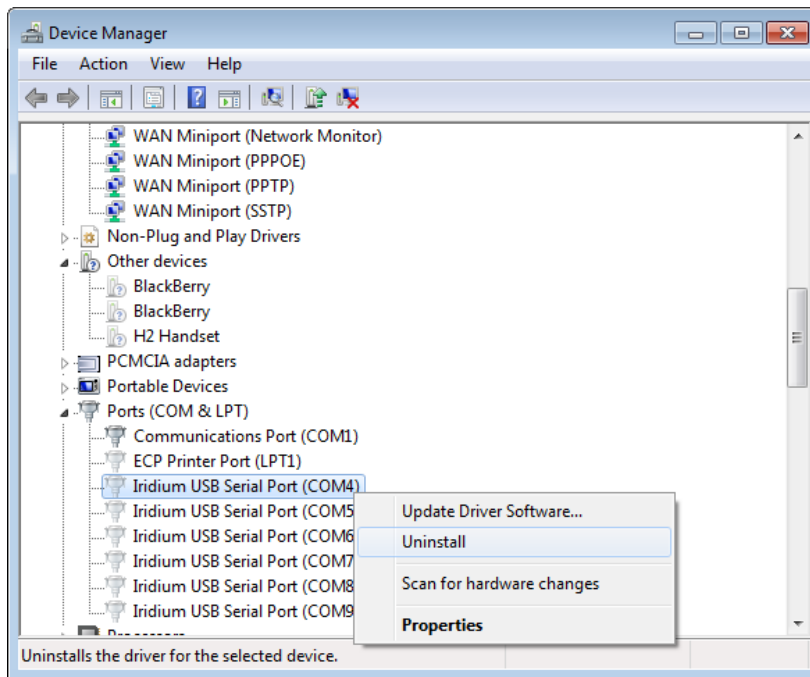 Device Manager
File Action View Help
WAN Miniport (Network Monitor)
WAN Miniport (PPPOE)
WAN Miniport (PPTP)
WAN Miniport (SSTP)
Non-Plug and Play Drivers
Other devices
BlackBerry
BlackBerry
H2 Handset
PCMCIA adapters
Portable Devices
Ports (COM & LPT)
Communications Port (COM1)
ECP Printer Port (LPT1)
Iridium USB Serial Port (COM4)
Iridium USB Serial Port (COM5
Iridium USB Serial Port (COM6
Iridium USB Serial Port (COM7
Iridium USB Serial Port (COM8
Iridium USB Serial Port (COM9
Update Driver Software...
Uninstall
Scan for hardware changes
Properties
Uninstalls the driver for the selected device.